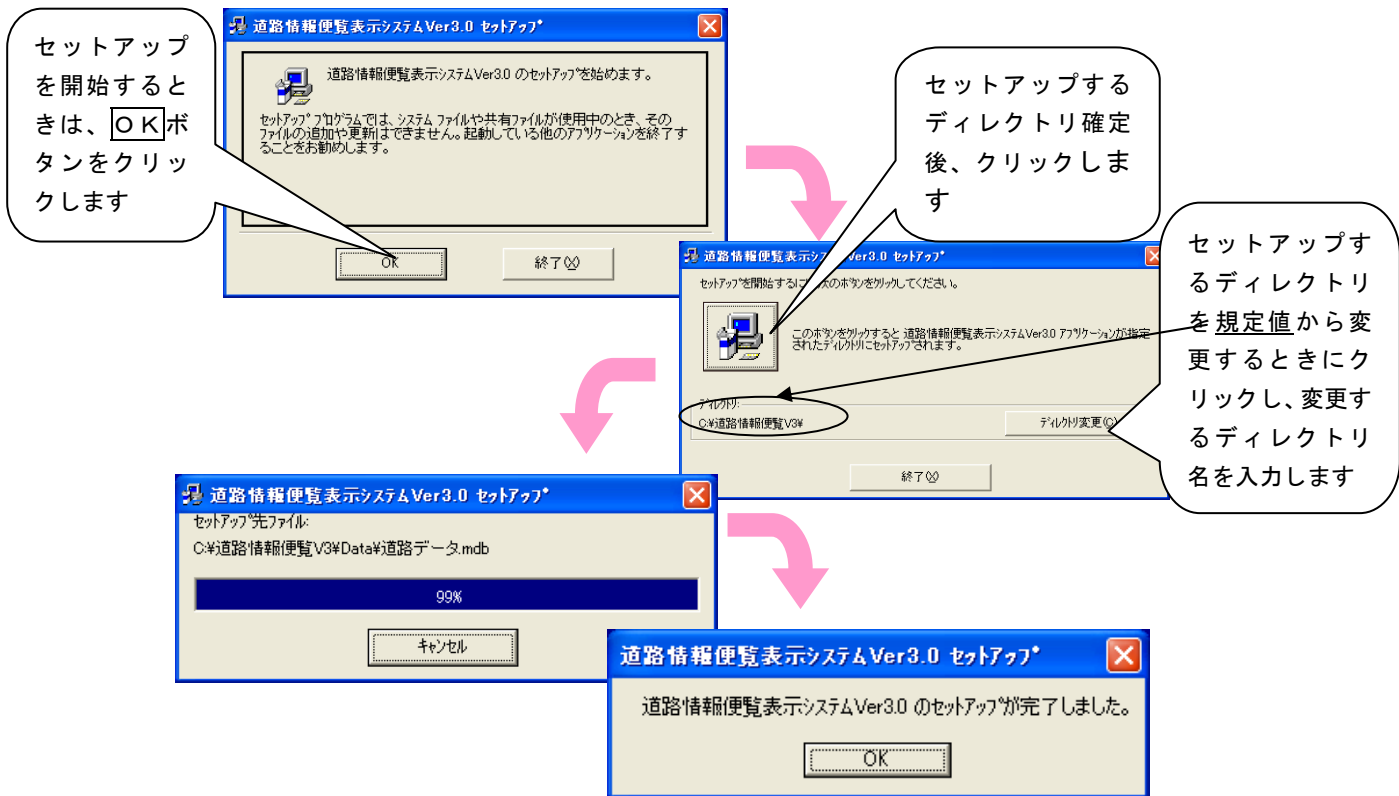 セットアップ
を開始すると
きは、ＯＫボ
タンをクリッ
クします
道路情報便覧表示システムVer3.0 セットアップ
道路情報便覧表示システムVer3.0 のセットアップを始めます。
セットアップ プログラムでは、システム ファイルや共有ファイルが使用中のとき、その
ファイルの追加や更新はできません。起動している他のアプリケーションを終了す
ることをお勧めします。
OK
終了(X)
セットアップする
ディレクトリ確定
後、クリックしま
す
道路情報便覧表示システムVer3.0 セットアップ
セットアップを開始するには次のボタンをクリックしてください。
このボタンをクリックすると 道路情報便覧表示システムVer3.0 アプリケーションが指定
されたディレクトリにセットアップされます。
ディレクトリ:
C:¥道路情報便覧V3¥
ディレクトリ変更(C)
終了(X)
セットアップす
るディレクトリ
を規定値から変
更するときにク
リックし、変更す
るディレクトリ
名を入力します
道路情報便覧表示システムVer3.0 セットアップ
セットアップ先ファイル:
C:¥道路情報便覧V3¥Data¥道路データ.mdb
99%
キャンセル
道路情報便覧表示システムVer3.0 セットアップ
道路情報便覧表示システムVer3.0 のセットアップが完了しました。
OK